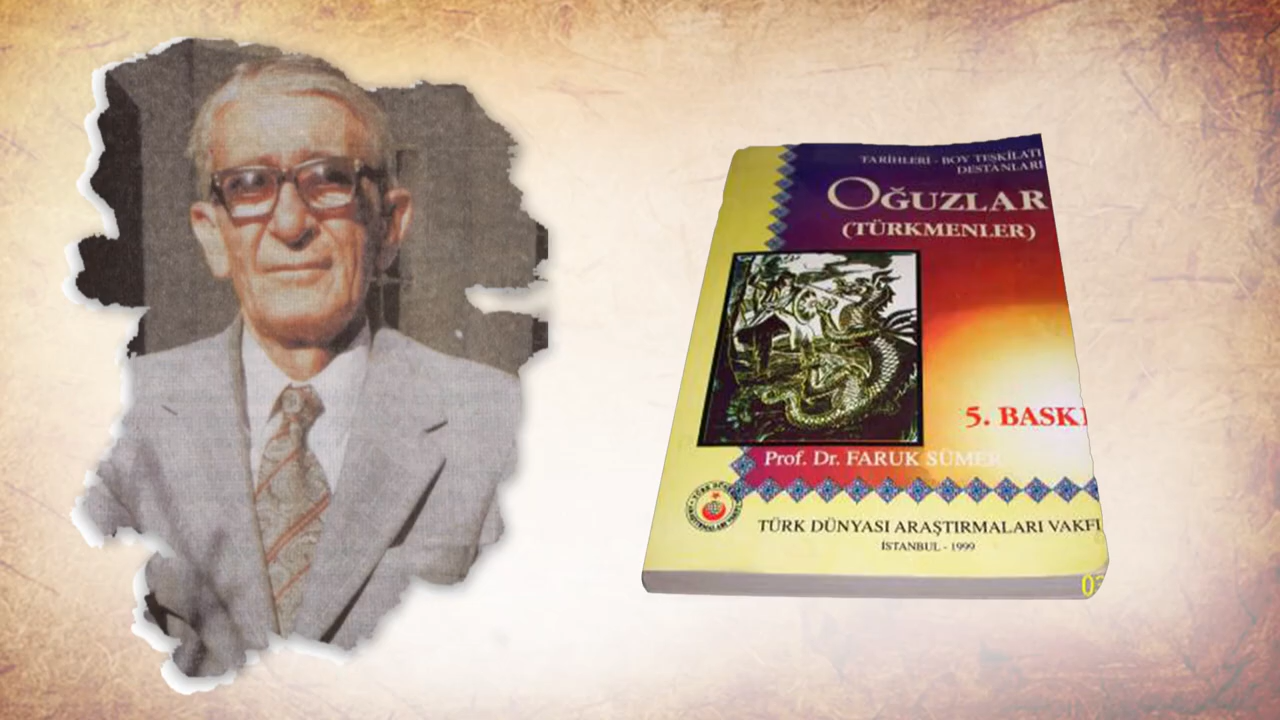 TARİHLERİ - BOY TEŞKİLATI
DESTANLARI
OĞUZLAR
(TÜRKMENLER)
5. BASKI
Prof. Dr. FARUK SÜMER
TÜRK DÜNYASI ARAŞTIRMALARI VAKFI
İSTANBUL - 1999